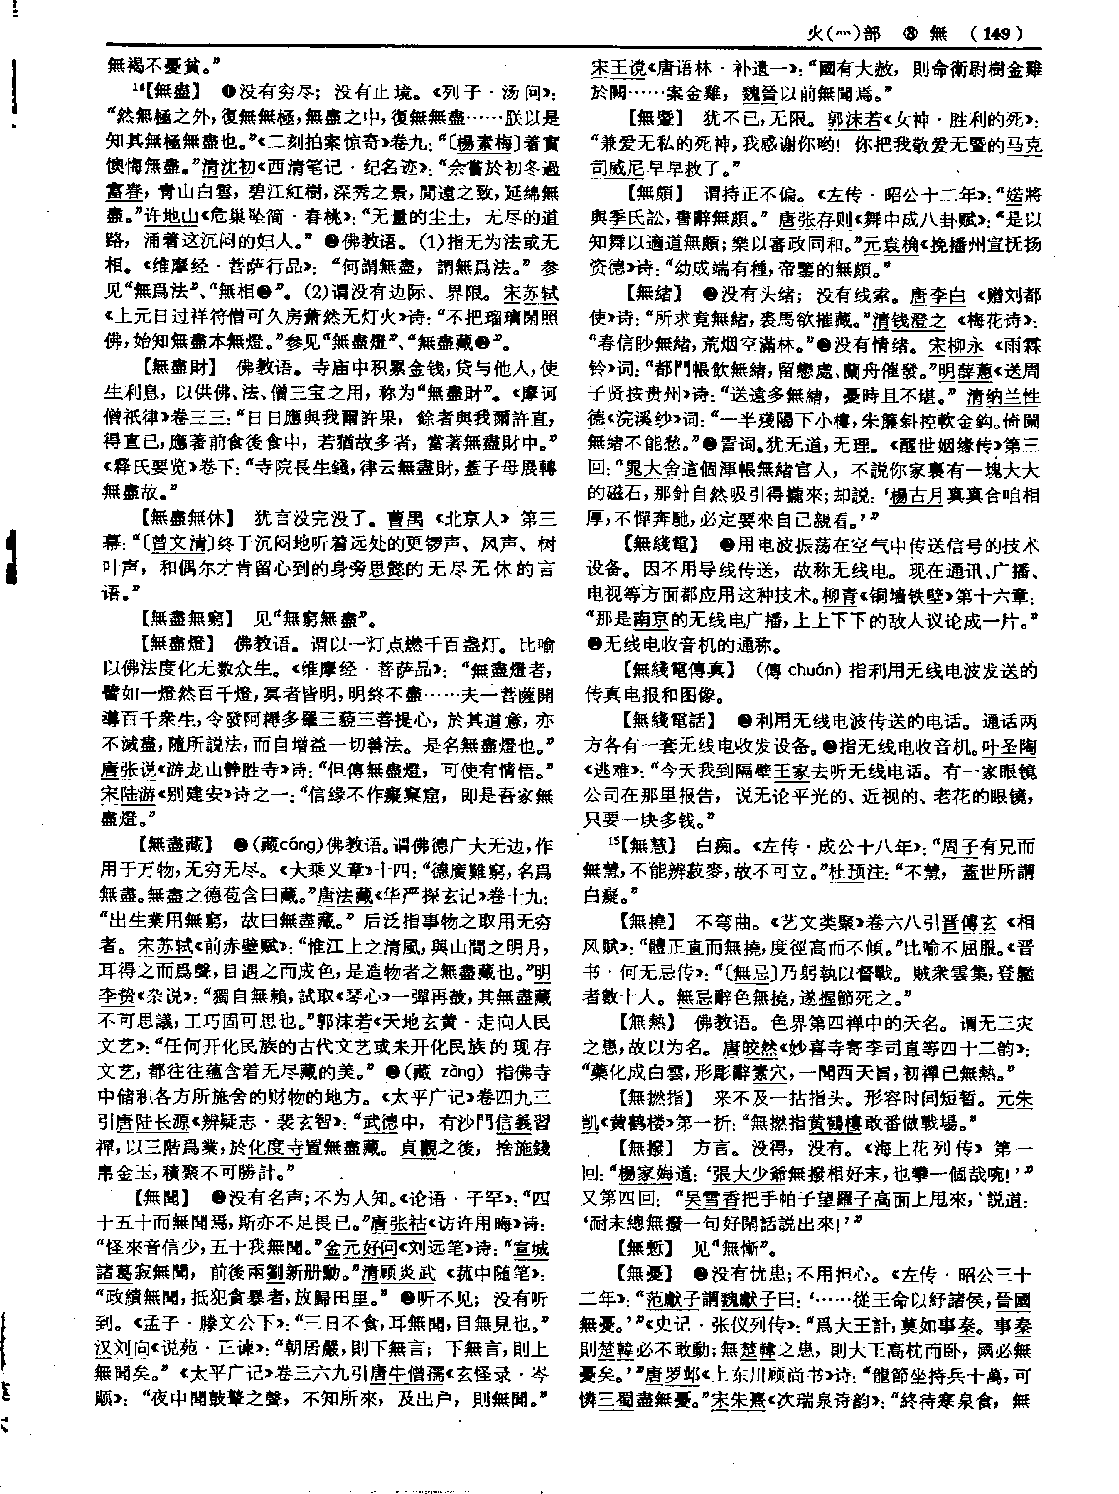 火(灬)部 ⑧ 無 (149)
無褐不憂貧。”
¹⁴【無盡】 ❶没有穷尽；没有止境。《列子·汤问》：
“然無極之外，復無無極，無盡之中，復無無盡……朕以是
知其無極無盡也。”《二刻拍案惊奇》卷九：“〔楊素梅〕着實
懊悔無盡。”清沈初《西清笔记·纪名迹》：“余嘗於初冬過
富春，青山白雲，碧江紅樹，深秀之景，閒遠之致，延綿無
盡。”许地山《危巢坠简·春桃》：“无量的尘土，无尽的道
路，涌着这沉闷的妇人。”❷佛教语。(1)指无为法或无
相。《维摩经·菩萨行品》：“何謂無盡，謂無爲法。”参
见“無爲法”、“無相❷”。(2)谓没有边际、界限。宋苏轼
《上元日过祥符僧可久房萧然无灯火》诗：“不把瑠璃閑照
佛，始知無盡本無燈。”参见“無盡燈”、“無盡藏❷”。
【無盡財】 佛教语。寺庙中积累金钱，贷与他人，使
生利息，以供佛、法、僧三宝之用，称为“無盡財”。《摩诃
僧祇律》卷三三：“日日應與我爾許果，餘者與我爾許直，
得直已，應著前食後食中，若猶故多者，當著無盡財中。”
《释氏要览》卷下：“寺院長生錢，律云無盡財，蓋子母展轉
無盡故。”
【無盡無休】 犹言没完没了。曹禺《北京人》第三
幕：“〔曾文清〕终于沉闷地听着远处的更锣声、风声、树
叶声，和偶尔才肯留心到的身旁思懿的无尽无休的言
语。”
【無盡無窮】 见“無窮無盡”。
【無盡燈】 佛教语。谓以一灯点燃千百盏灯。比喻
以佛法度化无数众生。《维摩经·菩萨品》：“無盡燈者，
譬如一燈然百千燈，冥者皆明，明終不盡……夫一菩薩開
導百千衆生，令發阿耨多羅三藐三菩提心，於其道意，亦
不滅盡，隨所説法，而自增益一切善法。是名無盡燈也。”
唐张说《游龙山静胜寺》诗：“但傳無盡燈，可使有情悟。”
宋陆游《别建安》诗之一：“信緣不作癡窠窟，即是吾家無
盡燈。”
【無盡藏】 ❶(藏cáng)佛教语。谓佛德广大无边，作
用于万物，无穷无尽。《大乘义章》十四：“德廣難窮，名爲
無盡。無盡之德苞含曰藏。”唐法藏《华严探玄记》卷十九：
“出生業用無窮，故曰無盡藏。”后泛指事物之取用无穷
者。宋苏轼《前赤壁赋》：“惟江上之清風，與山間之明月，
耳得之而爲聲，目遇之而成色，是造物者之無盡藏也。”明
李贽《杂说》：“獨自無賴，試取《琴心》一彈再鼓，其無盡藏
不可思議，工巧固可思也。”郭沫若《天地玄黄·走向人民
文艺》：“任何开化民族的古代文艺或未开化民族的现存
文艺，都往往蕴含着无尽藏的美。”❷(藏 zàng) 指佛寺
中储积各方所施舍的财物的地方。《太平广记》卷四九三
引唐陆长源《辨疑志·裴玄智》：“武德中，有沙門信義習
禪，以三階爲業，於化度寺置無盡藏。貞觀之後，捨施錢
帛金玉，積聚不可勝計。”
【無聞】 ❶没有名声；不为人知。《论语·子罕》：“四
十五十而無聞焉，斯亦不足畏已。”唐张祜《访许用晦》诗：
“怪來音信少，五十我無聞。”金元好问《刘远笔》诗：“宣城
諸葛寂無聞，前後兩劉新册勳。”清顾炎武《菰中随笔》：
“政績無聞，抵犯貪暴者，放歸田里。”❷听不见；没有听
到。《孟子·滕文公下》：“三日不食，耳無聞，目無見也。”
汉刘向《说苑·正谏》：“朝居嚴，則下無言；下無言，則上
無聞矣。”《太平广记》卷三六九引唐牛僧孺《玄怪录·岑
顺》：“夜中聞鼓鼙之聲，不知所來，及出户，則無聞。”
宋王谠《唐语林·补遗一》：“國有大赦，則命衛尉樹金雞
於闕……案金雞，魏晉以前無聞焉。”
【無暨】 犹不已，无限。郭沫若《女神·胜利的死》：
“兼爱无私的死神，我感谢你哟！你把我敬爱无暨的马克
司威尼早早救了。”
【無頗】 谓持正不偏。《左传·昭公十二年》：“婼將
與季氏訟，書辭無頗。”唐张存则《舞中成八卦赋》：“是以
知舞以適道無頗；樂以審政同和。”元袁桷《挽播州宣抚扬
资德》诗：“幼成端有種，帝鑒的無頗。”
【無緒】 ❶没有头绪；没有线索。唐李白《赠刘都
使》诗：“所求竟無緒，裘馬欲摧藏。”清钱澄之《梅花诗》：
“春信眇無緒，荒烟空滿林。”❷没有情绪。宋柳永《雨霖
铃》词：“都門帳飲無緒，留戀處、蘭舟催發。”明薛蕙《送周
子贤按贵州》诗：“送遠多無緒，憂時且不堪。”清纳兰性
德《浣溪纱》词：“一半殘陽下小樓，朱簾斜控軟金鈎。倚闌
無緒不能愁。”❸詈词。犹无道，无理。《醒世姻缘传》第三
回：“晁大舍這個渾帳無緒官人，不説你家裏有一塊大大
的磁石，那針自然吸引得攏來；却説：‘楊古月真真合咱相
厚，不憚奔馳，必定要來自己親看。’”
【無綫電】 ❶用电波振荡在空气中传送信号的技术
设备。因不用导线传送，故称无线电。现在通讯、广播、
电视等方面都应用这种技术。柳青《铜墙铁壁》第十六章：
“那是南京的无线电广播，上上下下的敌人议论成一片。”
❷无线电收音机的通称。
【無綫電傳真】 (傳 chuán) 指利用无线电波发送的
传真电报和图像。
【無綫電話】 ❶利用无线电波传送的电话。通话两
方各有一套无线电收发设备。❷指无线电收音机。叶圣陶
《逃难》：“今天我到隔壁王家去听无线电话。有一家眼镜
公司在那里报告，说无论平光的、近视的、老花的眼镜，
只要一块多钱。”
¹⁵【無慧】 白痴。《左传·成公十八年》：“周子有兄而
無慧，不能辨菽麥，故不可立。”杜预注：“不慧，蓋世所謂
白癡。”
【無撓】 不弯曲。《艺文类聚》卷六八引晋傅玄《相
风赋》：“體正直而無撓，度徑高而不傾。”比喻不屈服。《晋
书·何无忌传》：“〔無忌〕乃躬執以督戰。賊衆雲集，登艦
者數十人。無忌辭色無撓，遂握節死之。”
【無熱】 佛教语。色界第四禅中的天名。谓无三灾
之患，故以为名。唐皎然《妙喜寺寄李司直等四十二韵》：
“藥化成白雲，形彫辭素穴，一聞西天旨，初禪已無熱。”
【無撚指】 来不及一拈指头。形容时间短暂。元朱
凯《黄鹤楼》第一折：“無撚指黄鶴樓敢番做戰場。”
【無撥】 方言。没得，没有。《海上花列传》第一
回：“楊家姆道：‘張大少爺無撥相好末，也攀一個哉啘！’”
又第四回：“吴雪香把手帕子望羅子富面上甩來，‘説道：
‘耐末總無撥一句好閒話説出來！’”
【無慙】 见“無慚”。
【無憂】 ❶没有忧患；不用担心。《左传·昭公三十
二年》：“范獻子謂魏獻子曰：‘……從王命以紓諸侯，晉國
無憂。’”《史记·张仪列传》：“爲大王計，莫如事秦。事秦
則楚韓必不敢動；無楚韓之患，則大王高枕而卧，國必無
憂矣。’”唐罗邺《上东川顾尚书》诗：“龍節坐持兵十萬，可
憐三蜀盡無憂。”宋朱熹《次瑞泉诗韵》：“終待寒泉食，無